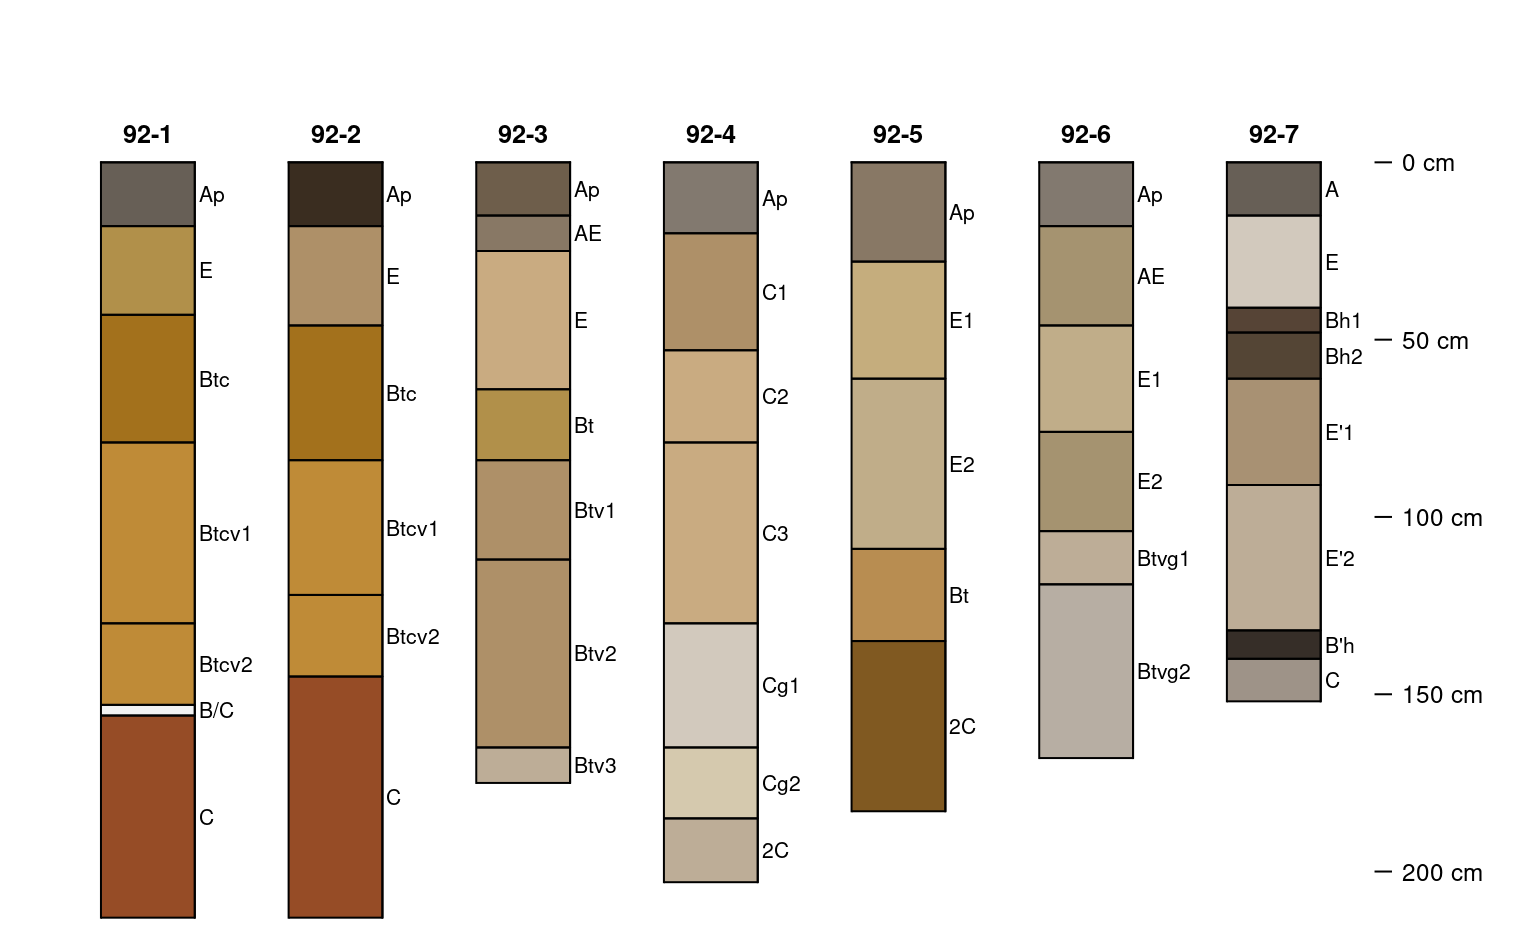 92-1 92-2 92-3 92-4 92-5 92-6 92-7
Ap
E
Btc
Btcv1
Btcv2
B/C
C
Ap
E
Btc
Btcv1
Btcv2
C
Ap
AE
E
Bt
Btv1
Btv2
Btv3
Ap
C1
C2
C3
Cg1
Cg2
2C
Ap
E1
E2
Bt
2C
Ap
AE
E1
E2
Btvg1
Btvg2
A
E
Bh1
Bh2
E'1
E'2
B'h
C
0 cm
50 cm
100 cm
150 cm
200 cm